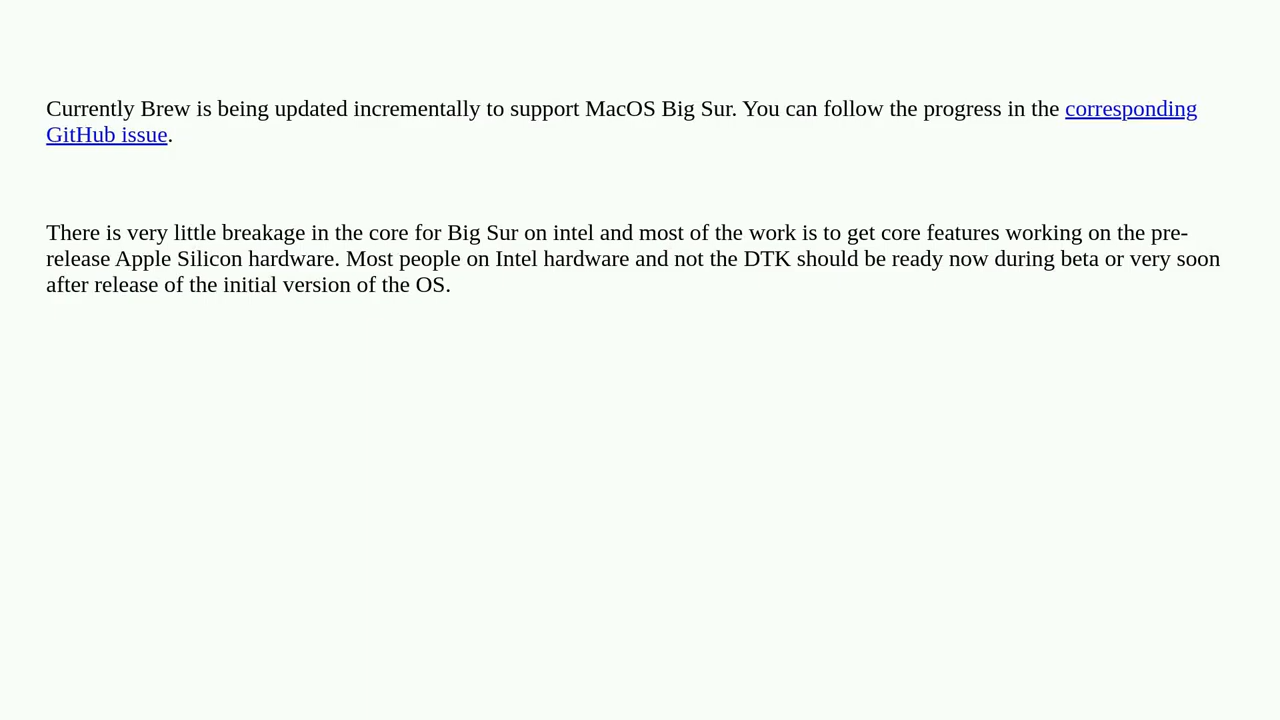 Currently Brew is being updated incrementally to support MacOS Big Sur. You can follow the progress in the corresponding
GitHub issue.
There is very little breakage in the core for Big Sur on intel and most of the work is to get core features working on the pre-
release Apple Silicon hardware. Most people on Intel hardware and not the DTK should be ready now during beta or very soon
after release of the initial version of the OS.